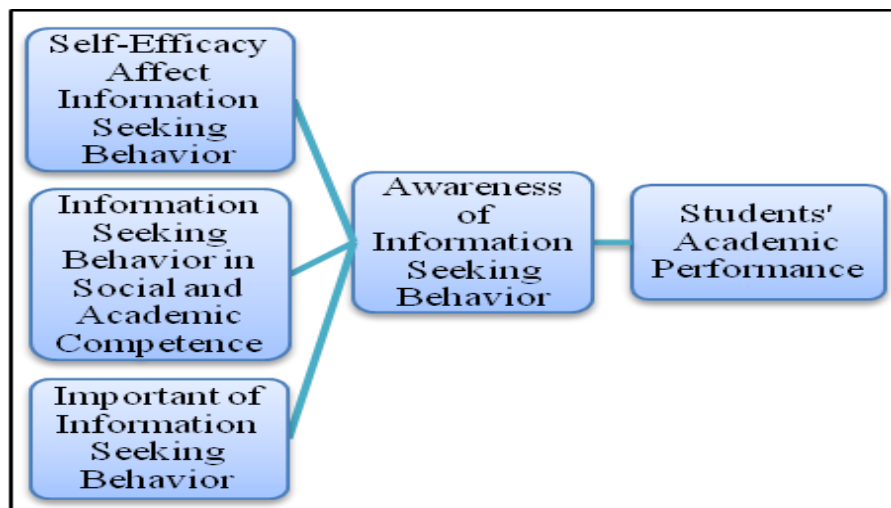 Self-Efficacy
Affect
Information
Seeking
Behavior
Information
Seeking
Behavior in
Social and
Academic
Competence
Important of
Information
Seeking
Behavior
Awareness
of
Information
Seeking
Behavior
Students'
Academic
Performance